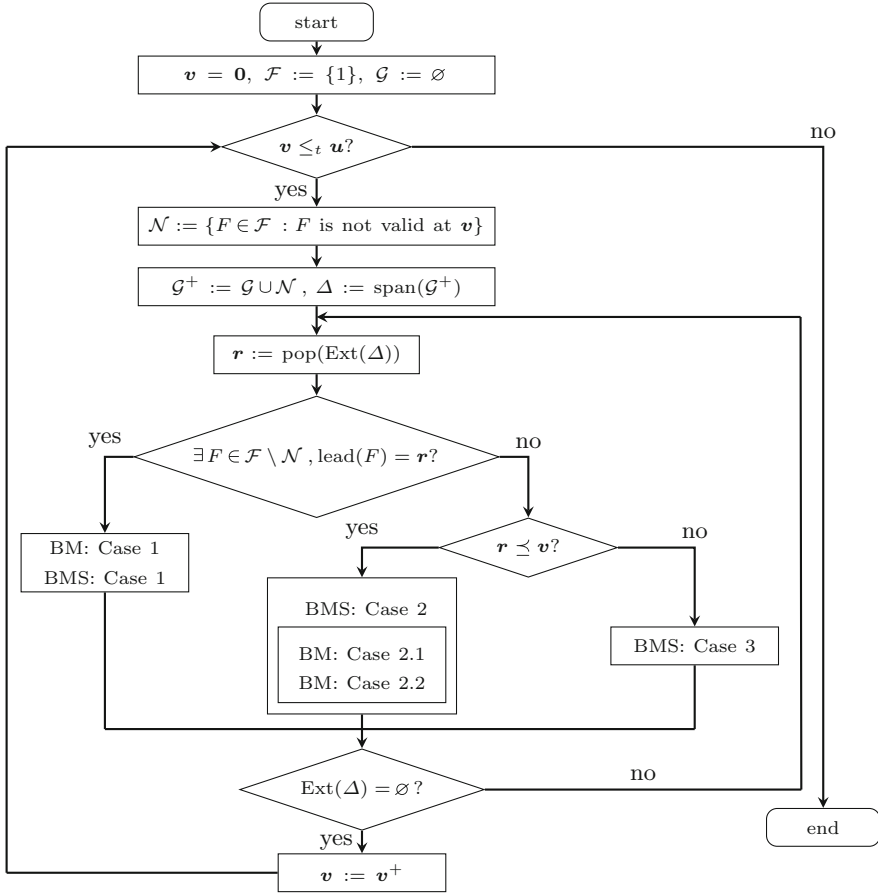 start
𝒗 = 𝟎, ℱ := {1}, 𝒢 := ∅
𝒗 ≤ₜ 𝒖?
no
yes
𝒩 := {F ∈ ℱ : F is not valid at 𝒗}
𝒢⁺ := 𝒢 ∪ 𝒩 , Δ := span(𝒢⁺)
𝒓 := pop(Ext(Δ))
yes
∃ F ∈ ℱ \ 𝒩 , lead(F) = 𝒓?
no
BM: Case 1
BMS: Case 1
yes
𝒓 ⪯ 𝒗?
no
BMS: Case 2
BM: Case 2.1
BM: Case 2.2
BMS: Case 3
Ext(Δ) = ∅ ?
no
yes
end
𝒗 := 𝒗⁺